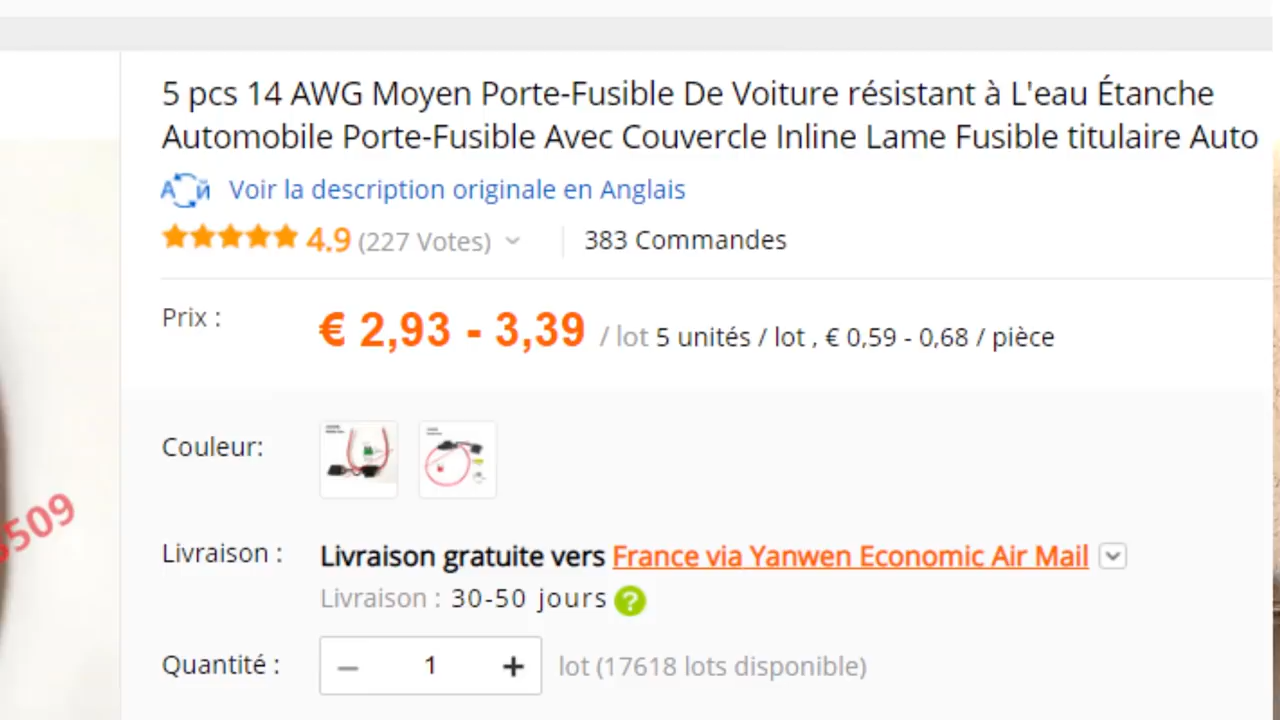 5 pcs 14 AWG Moyen Porte-Fusible De Voiture résistant à L'eau Étanche
Automobile Porte-Fusible Avec Couvercle Inline Lame Fusible titulaire Auto
Voir la description originale en Anglais
4.9 (227 Votes) 383 Commandes
Prix : € 2,93 - 3,39 / lot 5 unités / lot , € 0,59 - 0,68 / pièce
Couleur:
509
Livraison : Livraison gratuite vers France via Yanwen Economic Air Mail
Livraison : 30-50 jours ?
Quantité : − 1 + lot (17618 lots disponible)